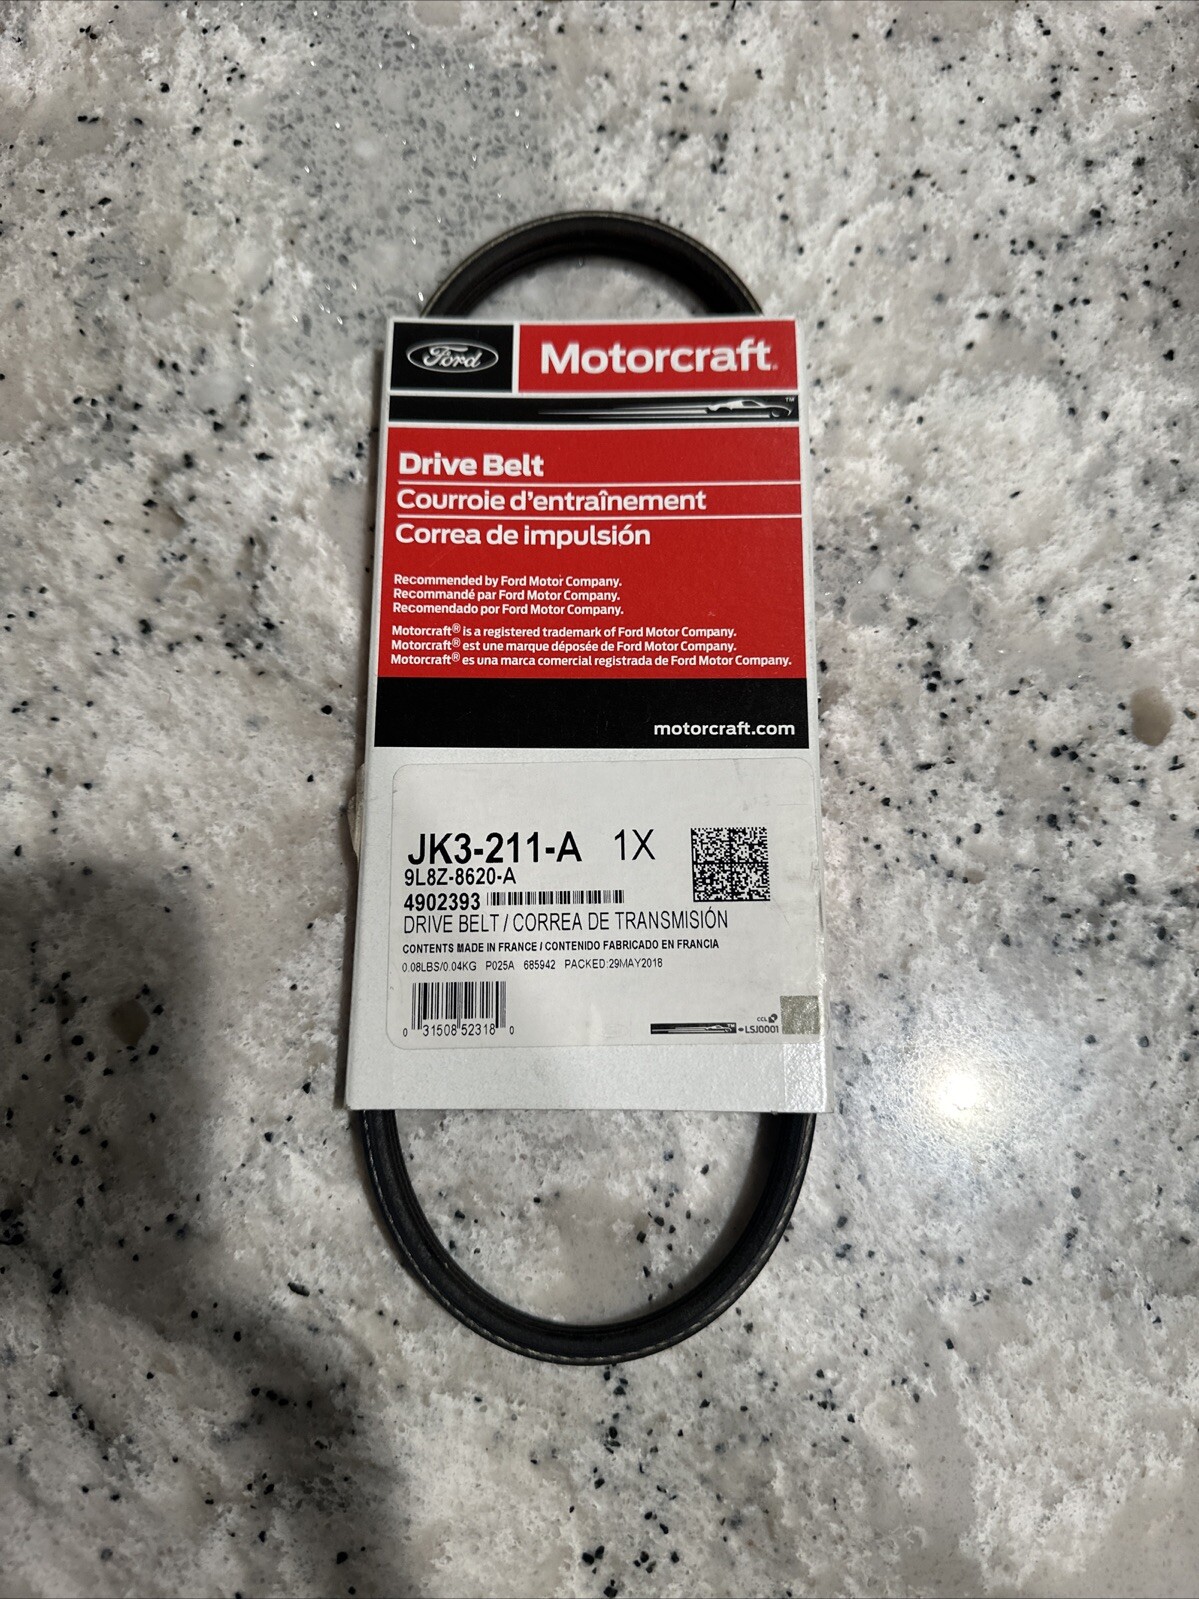 Ford
Motorcraft®
TM
Drive Belt
Courroie d'entraînement
Correa de impulsión
Recommended by Ford Motor Company.
Recommandé par Ford Motor Company.
Recomendado por Ford Motor Company.
Motorcraft® is a registered trademark of Ford Motor Company.
Motorcraft® est une marque déposée de Ford Motor Company.
Motorcraft® es una marca comercial registrada de Ford Motor Company.
motorcraft.com
JK3-211-A 1X
9L8Z-8620-A
4902393
DRIVE BELT / CORREA DE TRANSMISIÓN
CONTENTS MADE IN FRANCE / CONTENIDO FABRICADO EN FRANCIA
0.08LBS/0.04KG P025A 685942 PACKED:29MAY2018
0 31508 52318 0
CCL
TM
LSJ0001